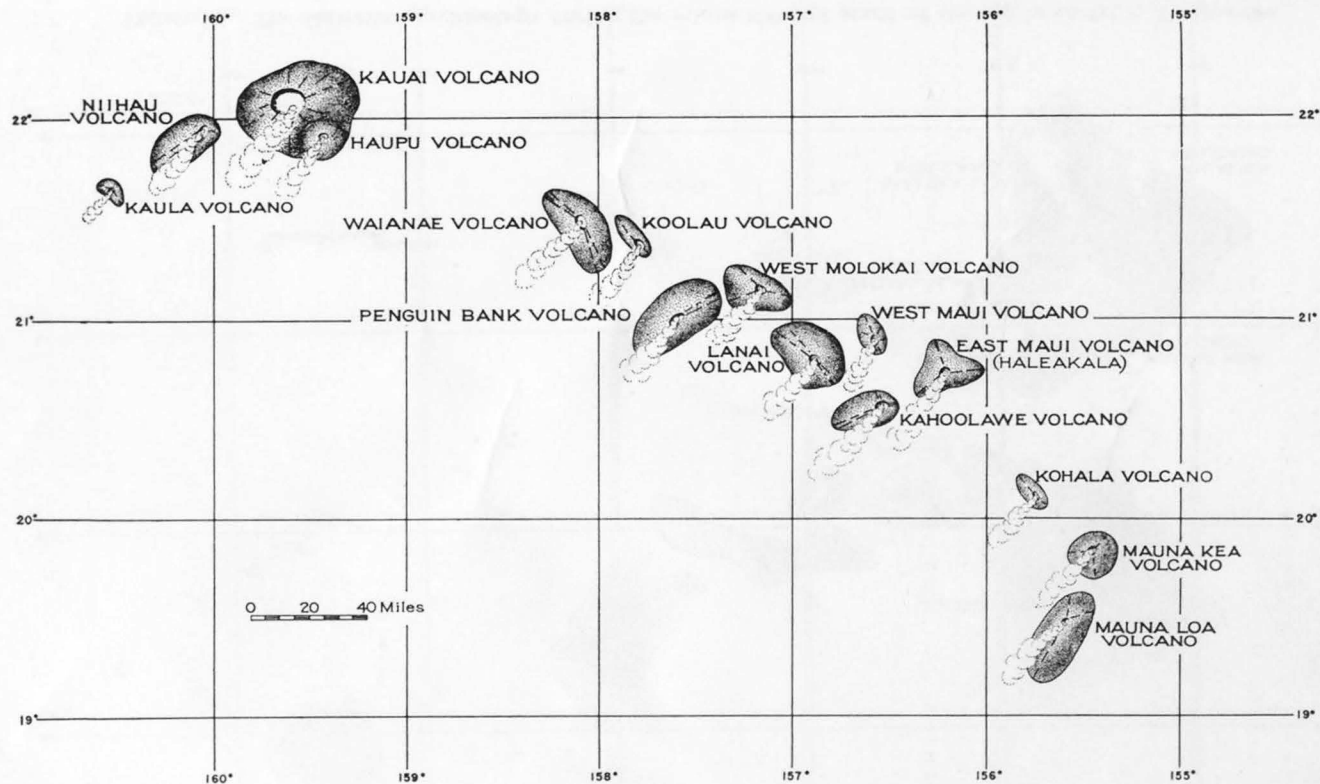 160°
159°
158°
157°
156°
155°
KAUAI VOLCANO
NIIHAU
VOLCANO
22°
22°
HAUPU VOLCANO
KAULA VOLCANO
WAIANAE VOLCANO
KOOLAU VOLCANO
WEST MOLOKAI VOLCANO
PENGUIN BANK VOLCANO
WEST MAUI VOLCANO
21°
21°
LANAI
VOLCANO
EAST MAUI VOLCANO
(HALEAKALA)
KAHOOLAWE VOLCANO
KOHALA VOLCANO
20°
20°
MAUNA KEA
VOLCANO
0 20 40 Miles
MAUNA LOA
VOLCANO
19°
19°
160°
159°
158°
157°
156°
155°